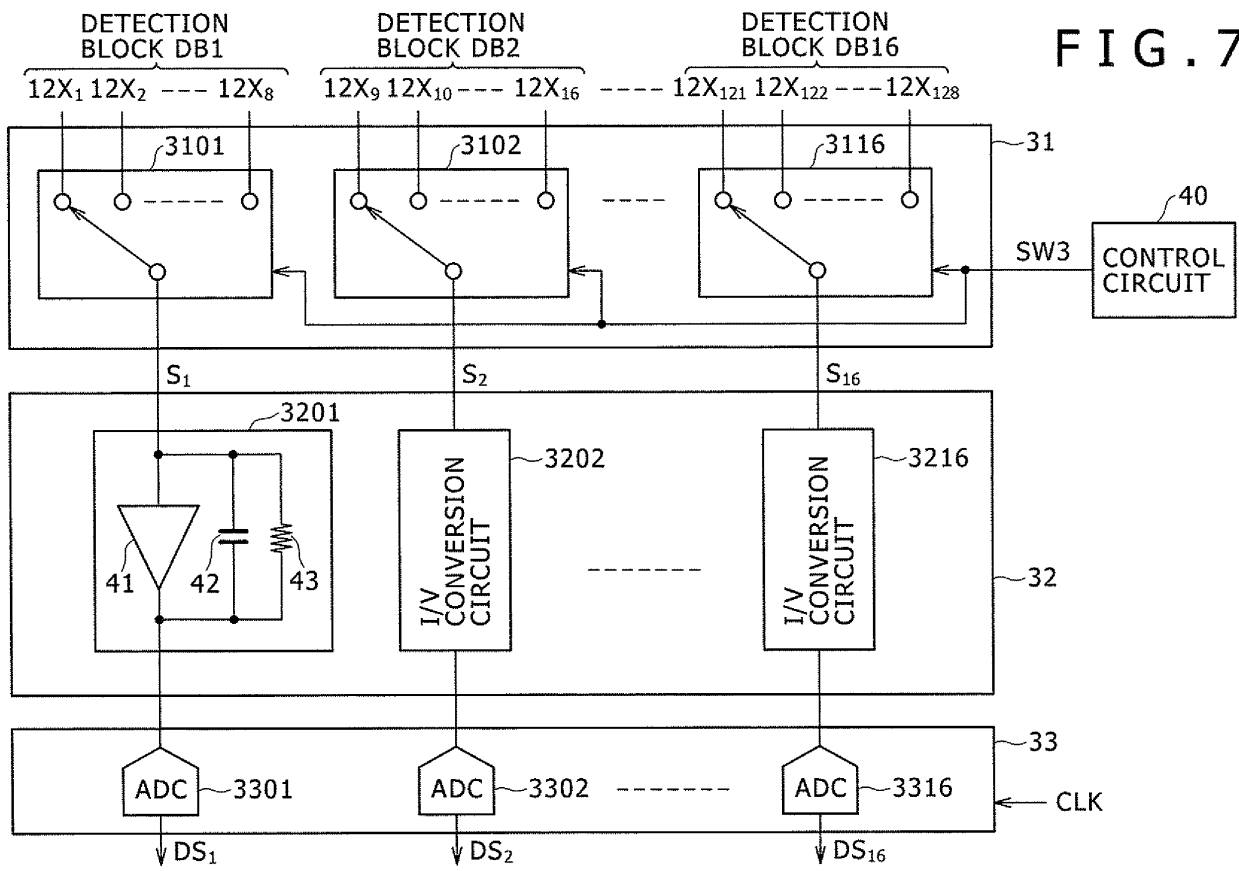 DETECTION BLOCK DB1
DETECTION BLOCK DB2
DETECTION BLOCK DB16
FIG.7
12X₁ 12X₂ --- 12X₈
12X₉ 12X₁₀ --- 12X₁₆
12X₁₂₁ 12X₁₂₂ --- 12X₁₂₈
3101
3102
3116
31
40
SW3
CONTROL CIRCUIT
S₁
S₂
S₁₆
3201
3202
3216
41
42
43
I/V CONVERSION CIRCUIT
I/V CONVERSION CIRCUIT
32
33
ADC
3301
ADC
3302
ADC
3316
CLK
DS₁
DS₂
DS₁₆